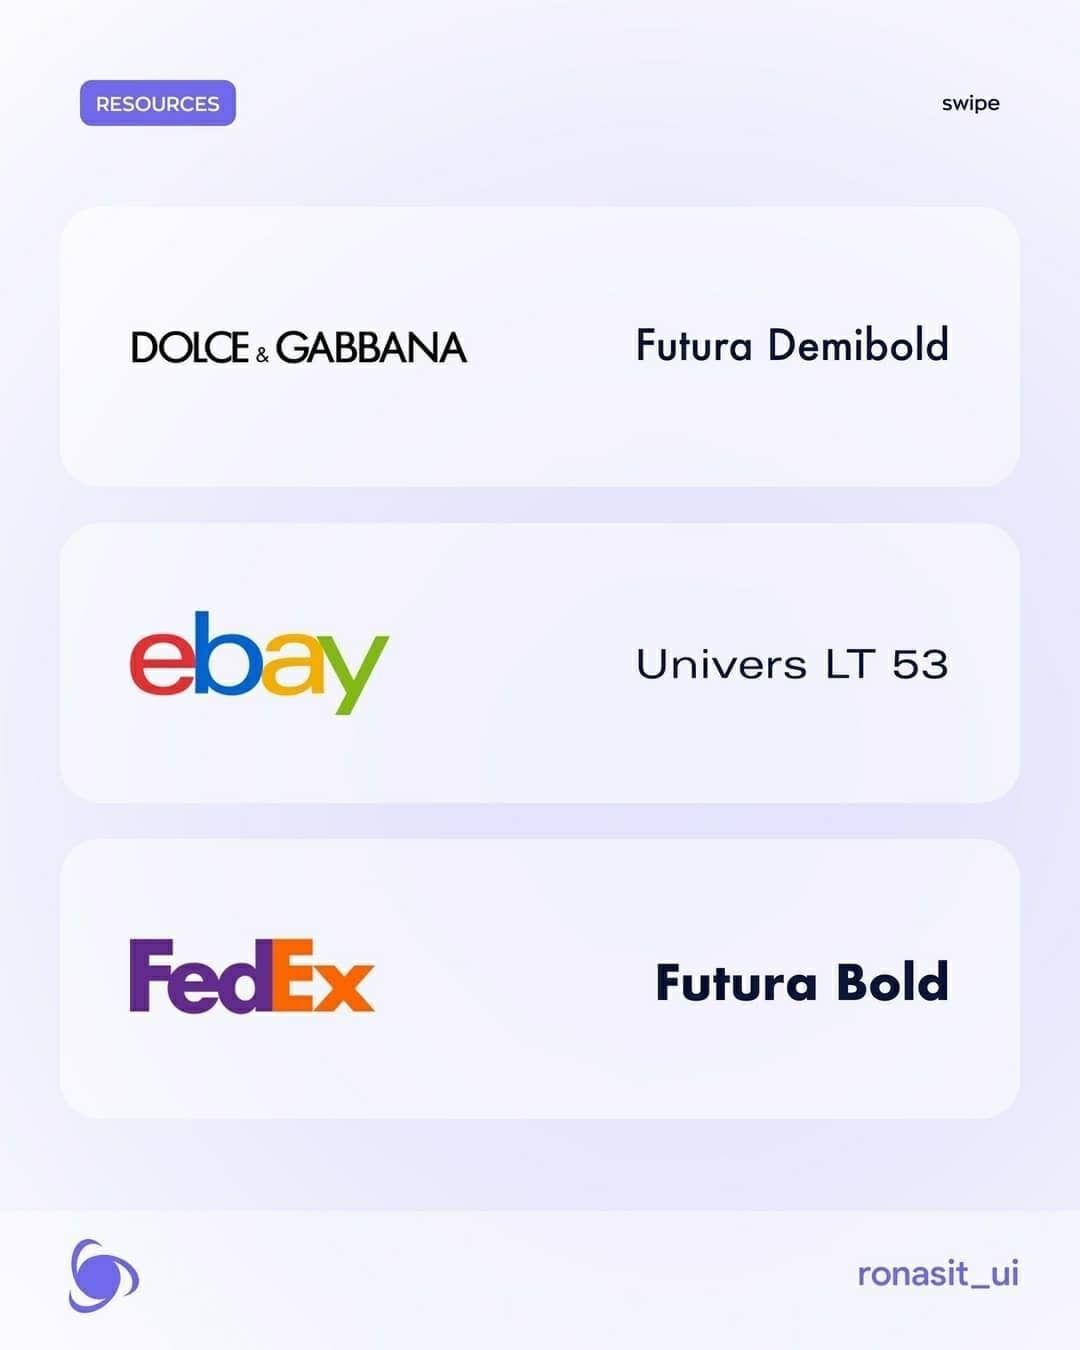 RESOURCES
swipe
DOLCE & GABBANA
Futura Demibold
ebay
Univers LT 53
FedEx
Futura Bold
ronasit_ui